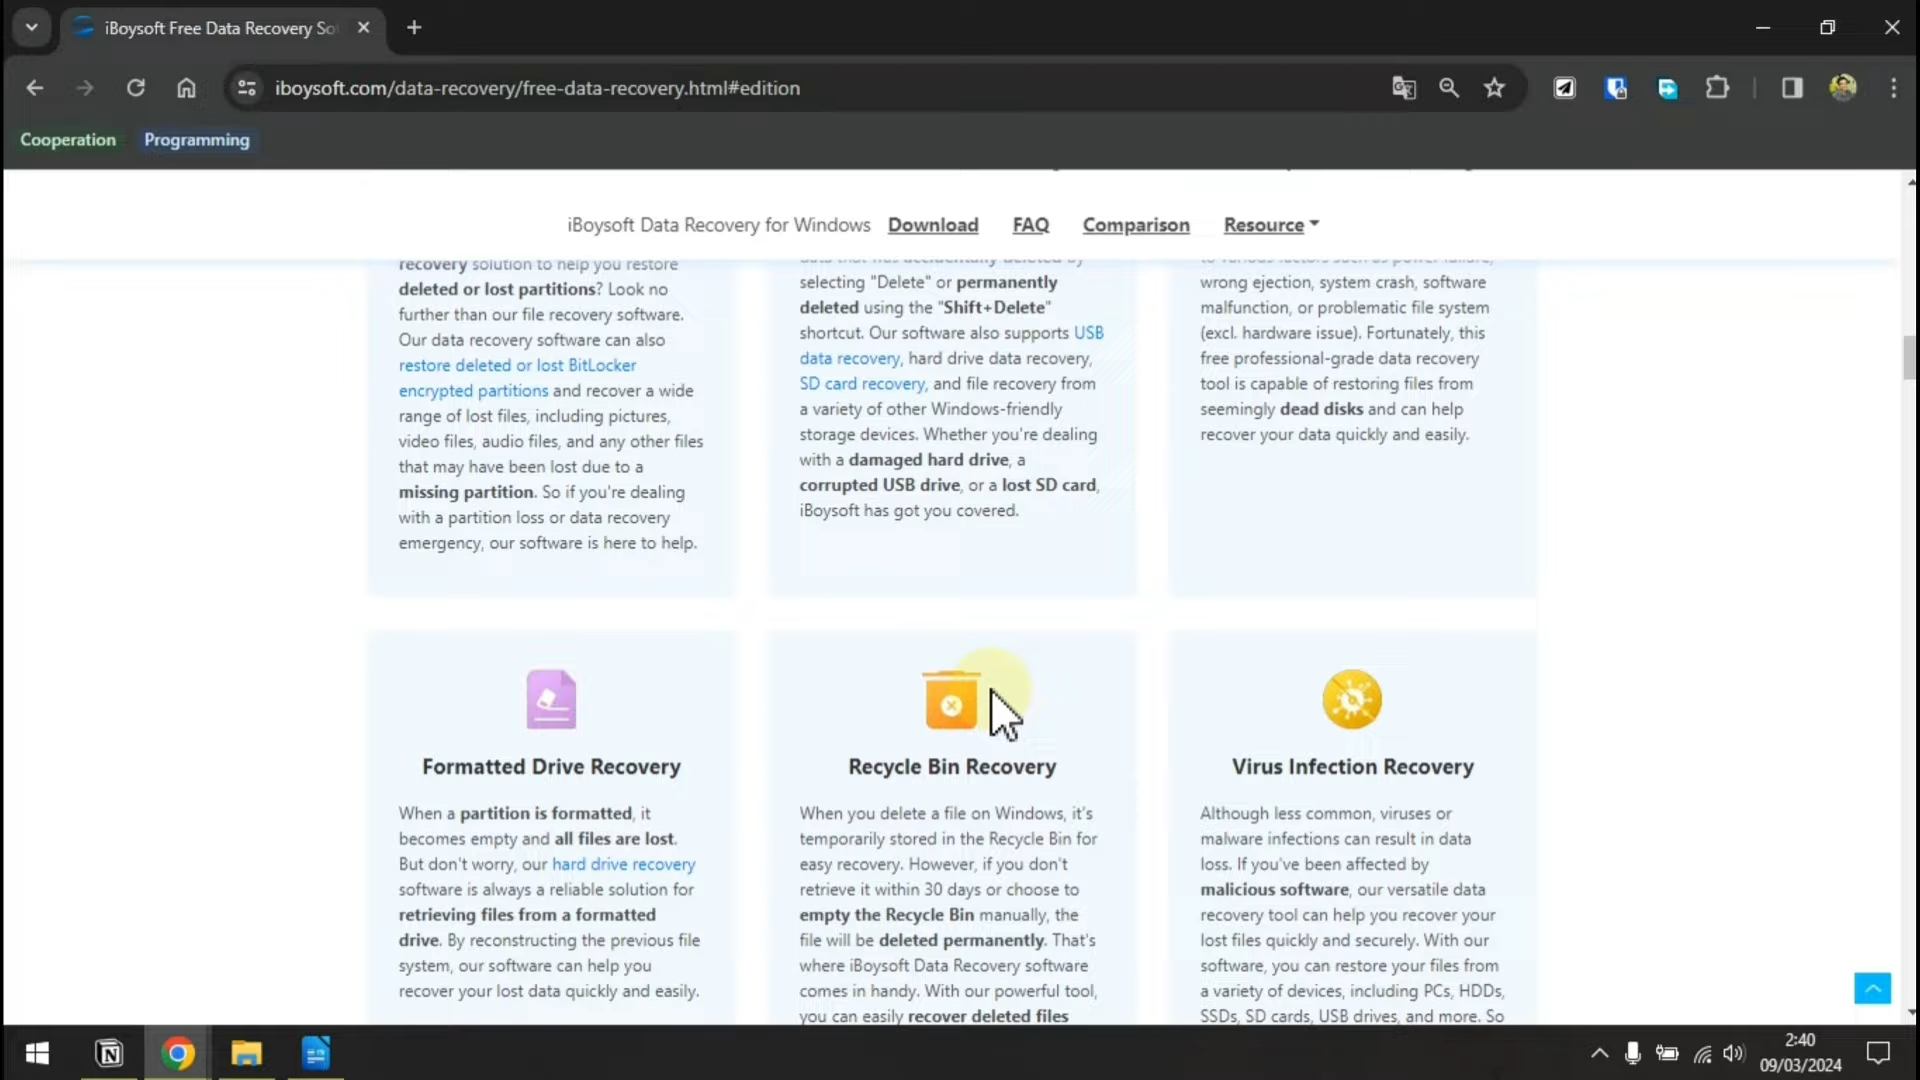 iBoysoft Free Data Recovery So
iboysoft.com/data-recovery/free-data-recovery.html#edition
Cooperation
Programming
iBoysoft Data Recovery for Windows
Download
FAQ
Comparison
Resource
recovery solution to help you restore
deleted or lost partitions? Look no
further than our file recovery software.
Our data recovery software can also
restore deleted or lost BitLocker
encrypted partitions and recover a wide
range of lost files, including pictures,
video files, audio files, and any other files
that may have been lost due to a
missing partition. So if you're dealing
with a partition loss or data recovery
emergency, our software is here to help.
data that has accidentally deleted by
selecting "Delete" or permanently
deleted using the "Shift+Delete"
shortcut. Our software also supports USB
data recovery, hard drive data recovery,
SD card recovery, and file recovery from
a variety of other Windows-friendly
storage devices. Whether you're dealing
with a damaged hard drive, a
corrupted USB drive, or a lost SD card,
iBoysoft has got you covered.
to various factors such as power failure,
wrong ejection, system crash, software
malfunction, or problematic file system
(excl. hardware issue). Fortunately, this
free professional-grade data recovery
tool is capable of restoring files from
seemingly dead disks and can help
recover your data quickly and easily.
Formatted Drive Recovery
When a partition is formatted, it
becomes empty and all files are lost.
But don't worry, our hard drive recovery
software is always a reliable solution for
retrieving files from a formatted
drive. By reconstructing the previous file
system, our software can help you
recover your lost data quickly and easily.
Recycle Bin Recovery
When you delete a file on Windows, it's
temporarily stored in the Recycle Bin for
easy recovery. However, if you don't
retrieve it within 30 days or choose to
empty the Recycle Bin manually, the
file will be deleted permanently. That's
where iBoysoft Data Recovery software
comes in handy. With our powerful tool,
you can easily recover deleted files
Virus Infection Recovery
Although less common, viruses or
malware infections can result in data
loss. If you've been affected by
malicious software, our versatile data
recovery tool can help you recover your
lost files quickly and securely. With our
software, you can restore your files from
a variety of devices, including PCs, HDDs,
SSDs, SD cards, USB drives, and more. So
2:40
09/03/2024